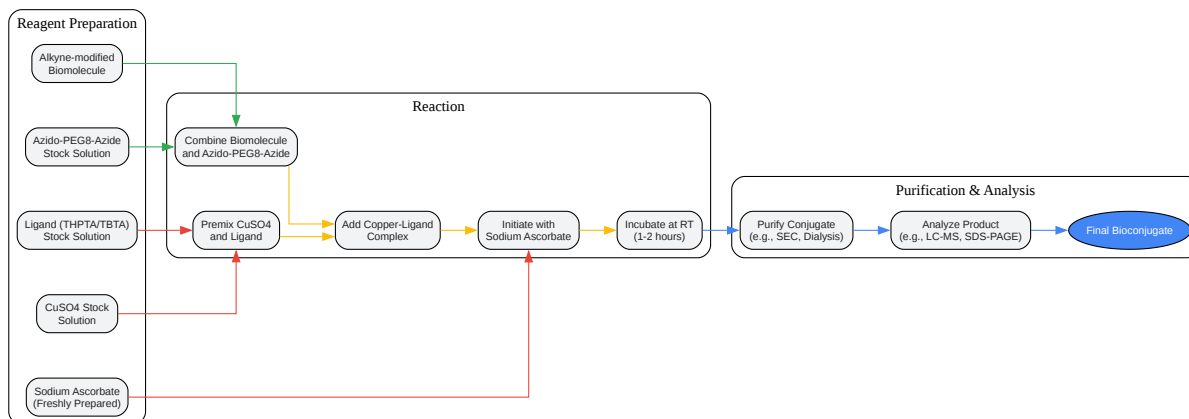 Reagent Preparation
Alkyne-modified
Biomolecule
Azido-PEG8-Azide
Stock Solution
Ligand (THPTA/TBTA)
Stock Solution
CuSO4 Stock
Solution
Sodium Ascorbate
(Freshly Prepared)
Reaction
Combine Biomolecule
and Azido-PEG8-Azide
Premix CuSO4
and Ligand
Add Copper-Ligand
Complex
Initiate with
Sodium Ascorbate
Incubate at RT
(1-2 hours)
Purification & Analysis
Purify Conjugate
(e.g., SEC, Dialysis)
Analyze Product
(e.g., LC-MS, SDS-PAGE)
Final Bioconjugate